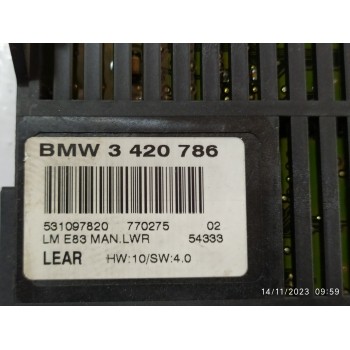 BMW 3 420 786
531097820 770275 02
LM E83 MAN.LWR 54333
LEAR HW:10/SW:4.0
14/11/2023 09:59